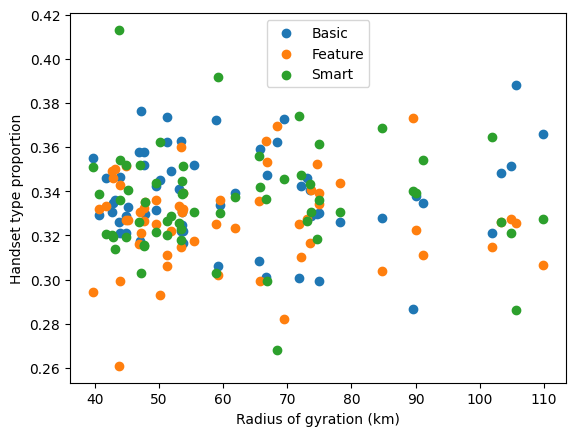 0.42
0.40
0.38
0.36
0.34
0.32
0.30
0.28
0.26
Handset type proportion
Basic
Feature
Smart
40 50 60 70 80 90 100 110
Radius of gyration (km)